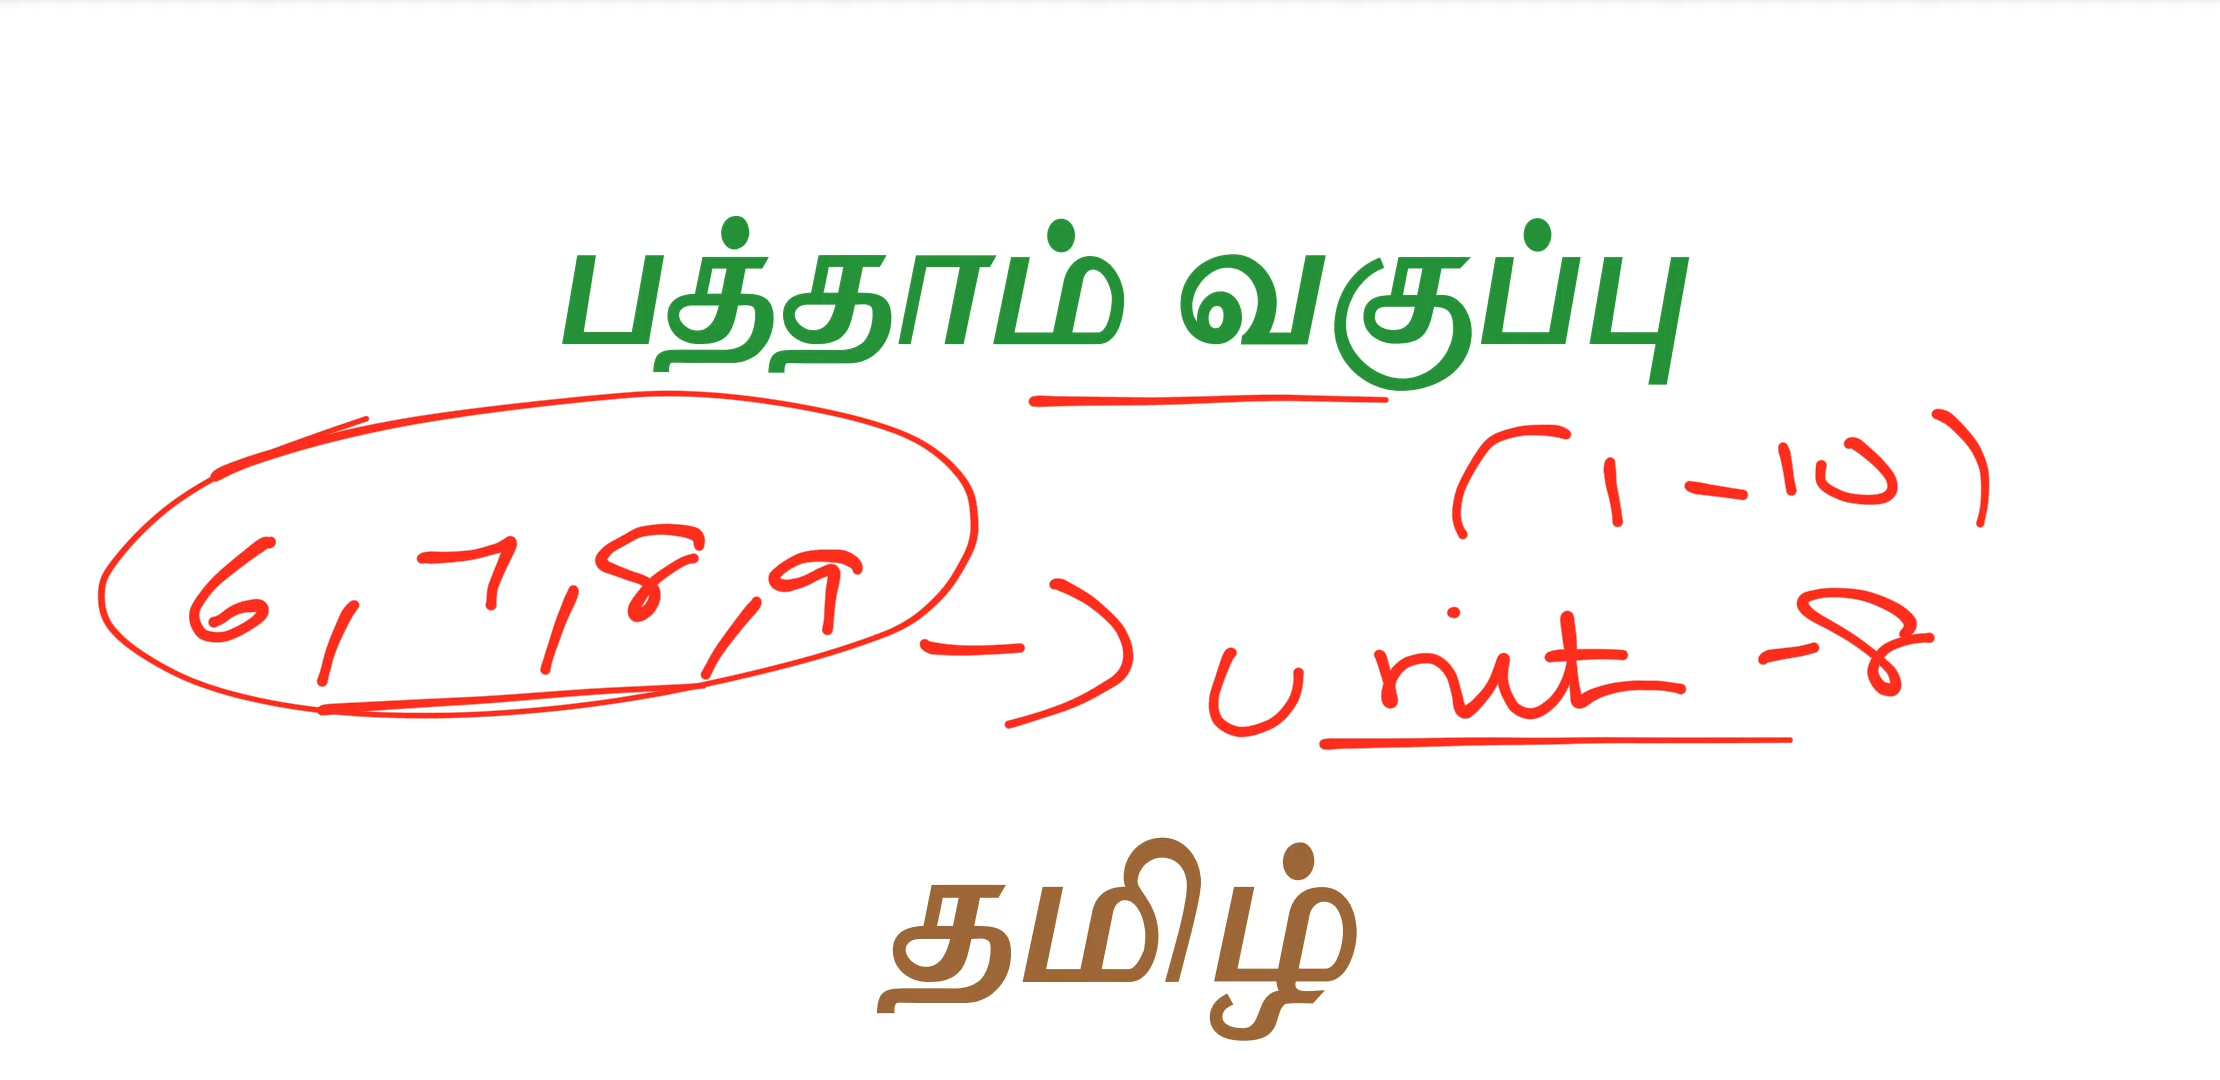 பத்தாம் வகுப்பு
(1-10)
6, 7, 8, 9 -> unit - 8
தமிழ்